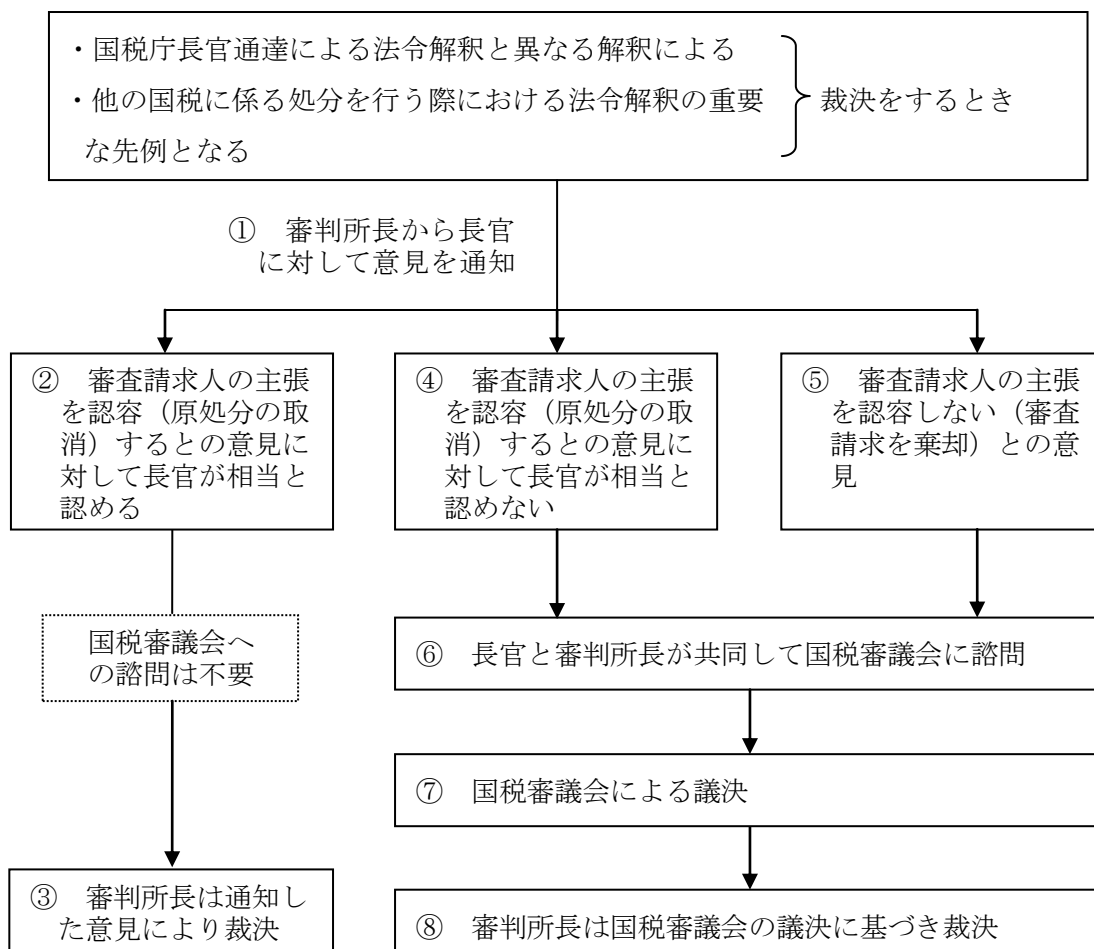 ・国税庁長官通達による法令解釈と異なる解釈による
・他の国税に係る処分を行う際における法令解釈の重要
な先例となる
裁決をするとき
① 審判所長から長官
に対して意見を通知
② 審査請求人の主張
を認容（原処分の取
消）するとの意見に
対して長官が相当と
認める
④ 審査請求人の主張
を認容（原処分の取
消）するとの意見に
対して長官が相当と
認めない
⑤ 審査請求人の主張
を認容しない（審査
請求を棄却）との意
見
国税審議会へ
の諮問は不要
⑥ 長官と審判所長が共同して国税審議会に諮問
⑦ 国税審議会による議決
③ 審判所長は通知し
た意見により裁決
⑧ 審判所長は国税審議会の議決に基づき裁決